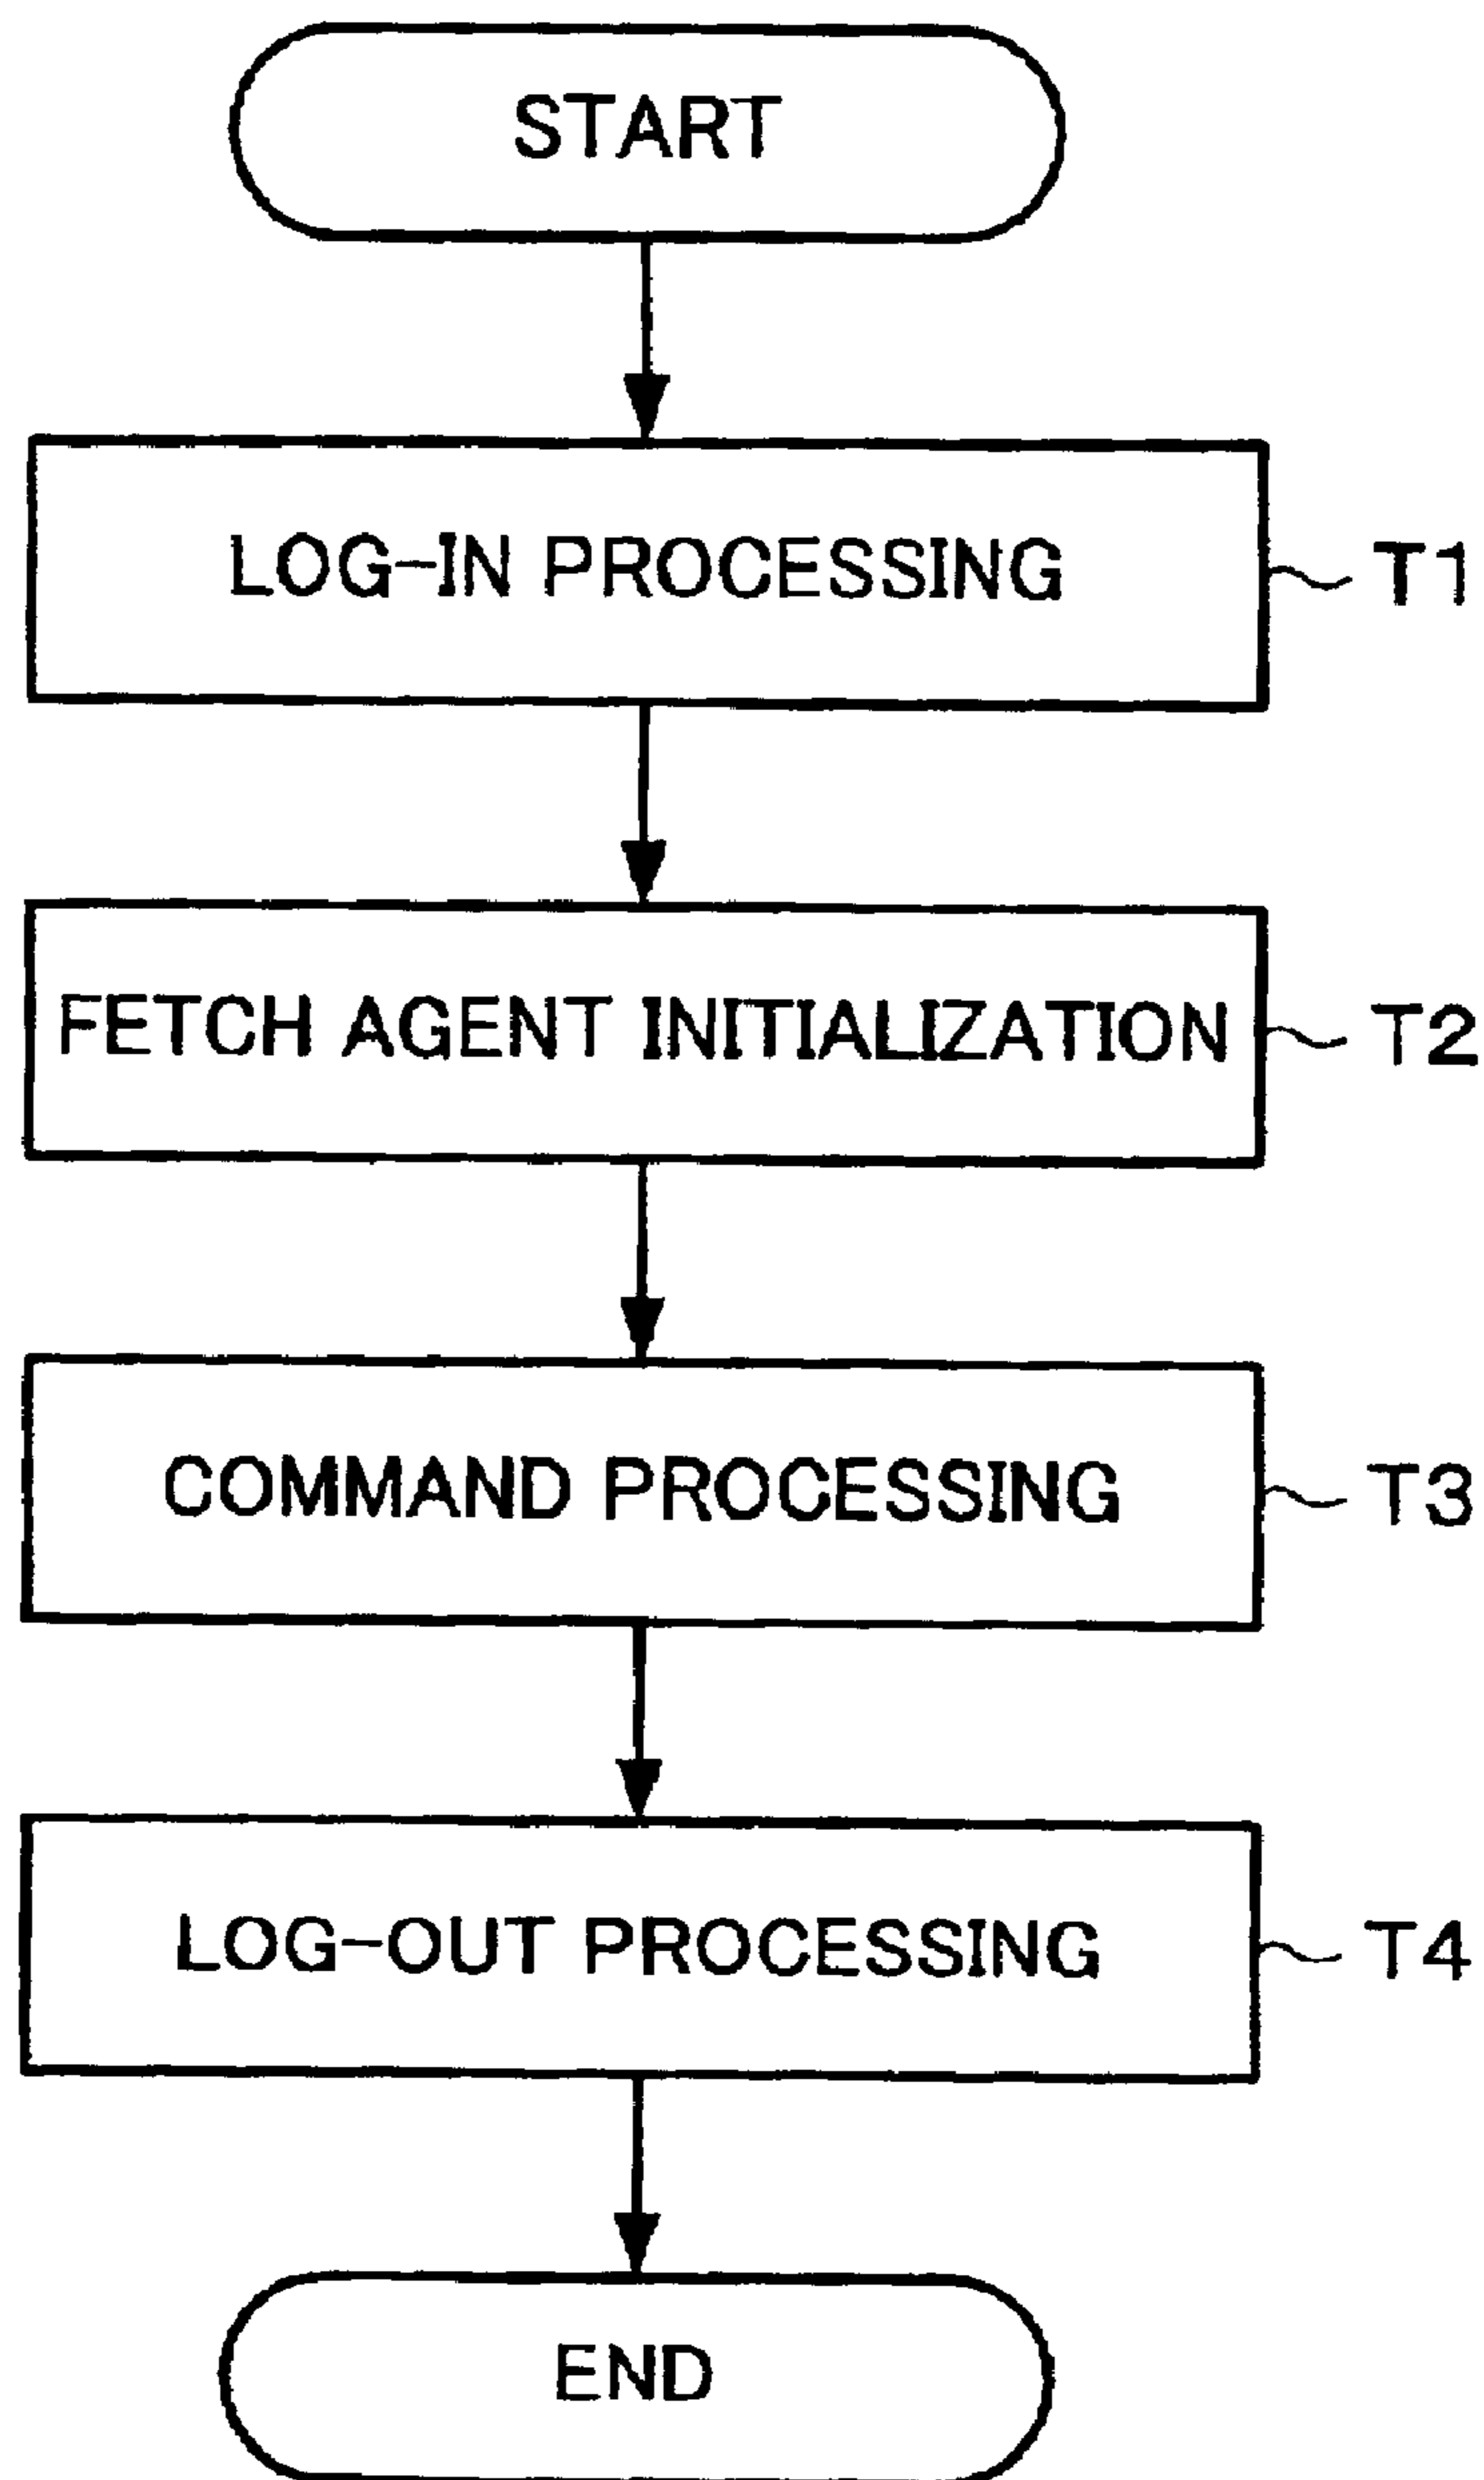 START
LOG-IN PROCESSING
T1
FETCH AGENT INITIALIZATION
T2
COMMAND PROCESSING
T3
LOG-OUT PROCESSING
T4
END